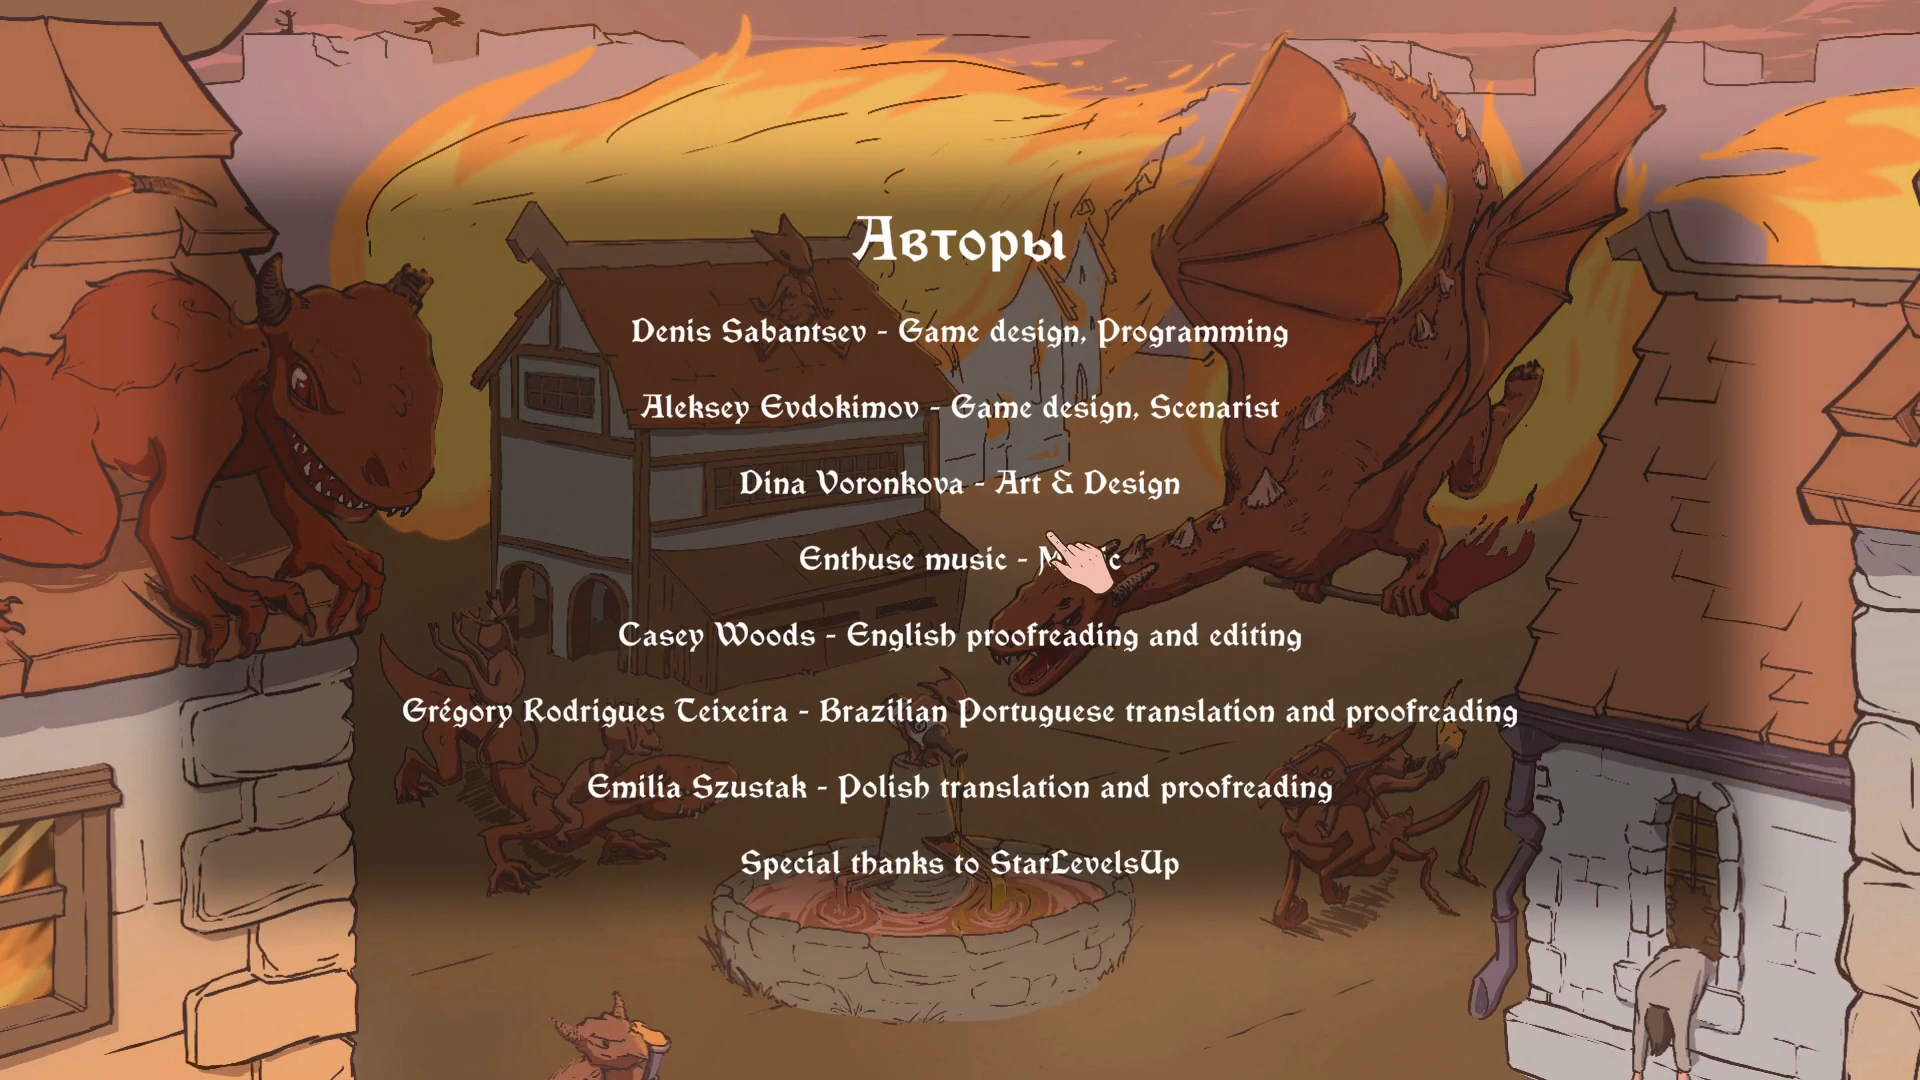 Авторы
Denis Sabantsev - Game design, Programming
Aleksey Evdokimov - Game design, Scenarist
Dina Voronkova - Art & Design
Enthuse music -
Casey Woods - English proofreading and editing
Grégory Rodrigues Teixeira - Brazilian Portuguese translation and proofreading
Emilia Szustak - Polish translation and proofreading
Special thanks to StarLevelsUp